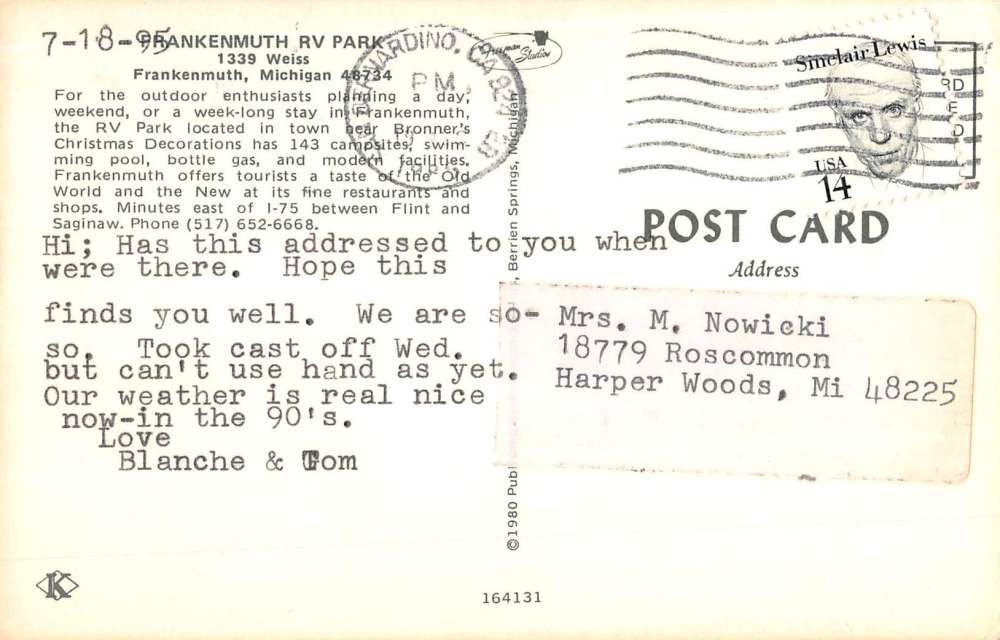 7-18-95
FRANKENMUTH RV PARK
1339 Weiss
Frankenmuth, Michigan 48734
For the outdoor enthusiasts planning a day,
weekend, or a week-long stay in Frankenmuth,
the RV Park located in town near Bronner's
Christmas Decorations has 143 campsites, swim-
ming pool, bottle gas, and modern facilities.
Frankenmuth offers tourists a taste of the Old
World and the New at its fine restaurants and
shops. Minutes east of I-75 between Flint and
Saginaw. Phone (517) 652-6668.
Hi; Has this addressed to you when
were there. Hope this
finds you well. We are so-
so. Took cast off Wed.
but can't use hand as yet.
Our weather is real nice
now-in the 90's.
Love
Blanche & Tom
BERNARDINO, CA
PM
Freeman
Studios
©1980 Publ
, Berrien Springs, Michigan
Sinclair Lewis
USA
14
POST CARD
Address
Mrs. M. Nowicki
18779 Roscommon
Harper Woods, Mi 48225
K
164131